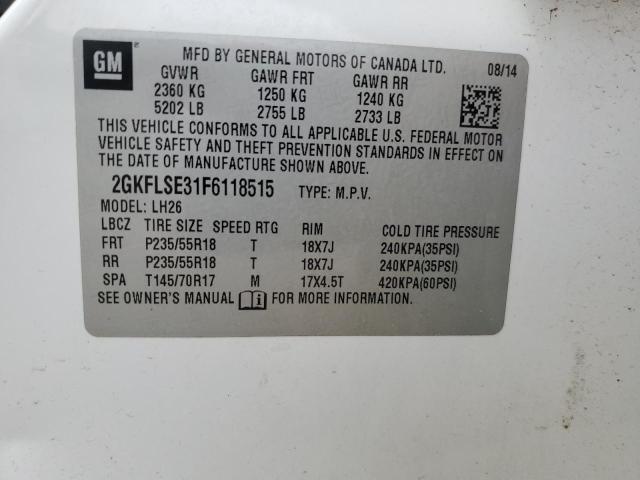 GM MFD BY GENERAL MOTORS OF CANADA LTD. 08/14
GVWR GAWR FRT GAWR RR
2360 KG 1250 KG 1240 KG
5202 LB 2755 LB 2733 LB
THIS VEHICLE CONFORMS TO ALL APPLICABLE U.S. FEDERAL MOTOR
VEHICLE SAFETY AND THEFT PREVENTION STANDARDS IN EFFECT ON
THE DATE OF MANUFACTURE SHOWN ABOVE.
2GKFLSE31F6118515 TYPE: M.P.V.
MODEL: LH26
LBCZ TIRE SIZE SPEED RTG RIM COLD TIRE PRESSURE
FRT P235/55R18 T 18X7J 240KPA(35PSI)
RR P235/55R18 T 18X7J 240KPA(35PSI)
SPA T145/70R17 M 17X4.5T 420KPA(60PSI)
SEE OWNER'S MANUAL i FOR MORE INFORMATION.